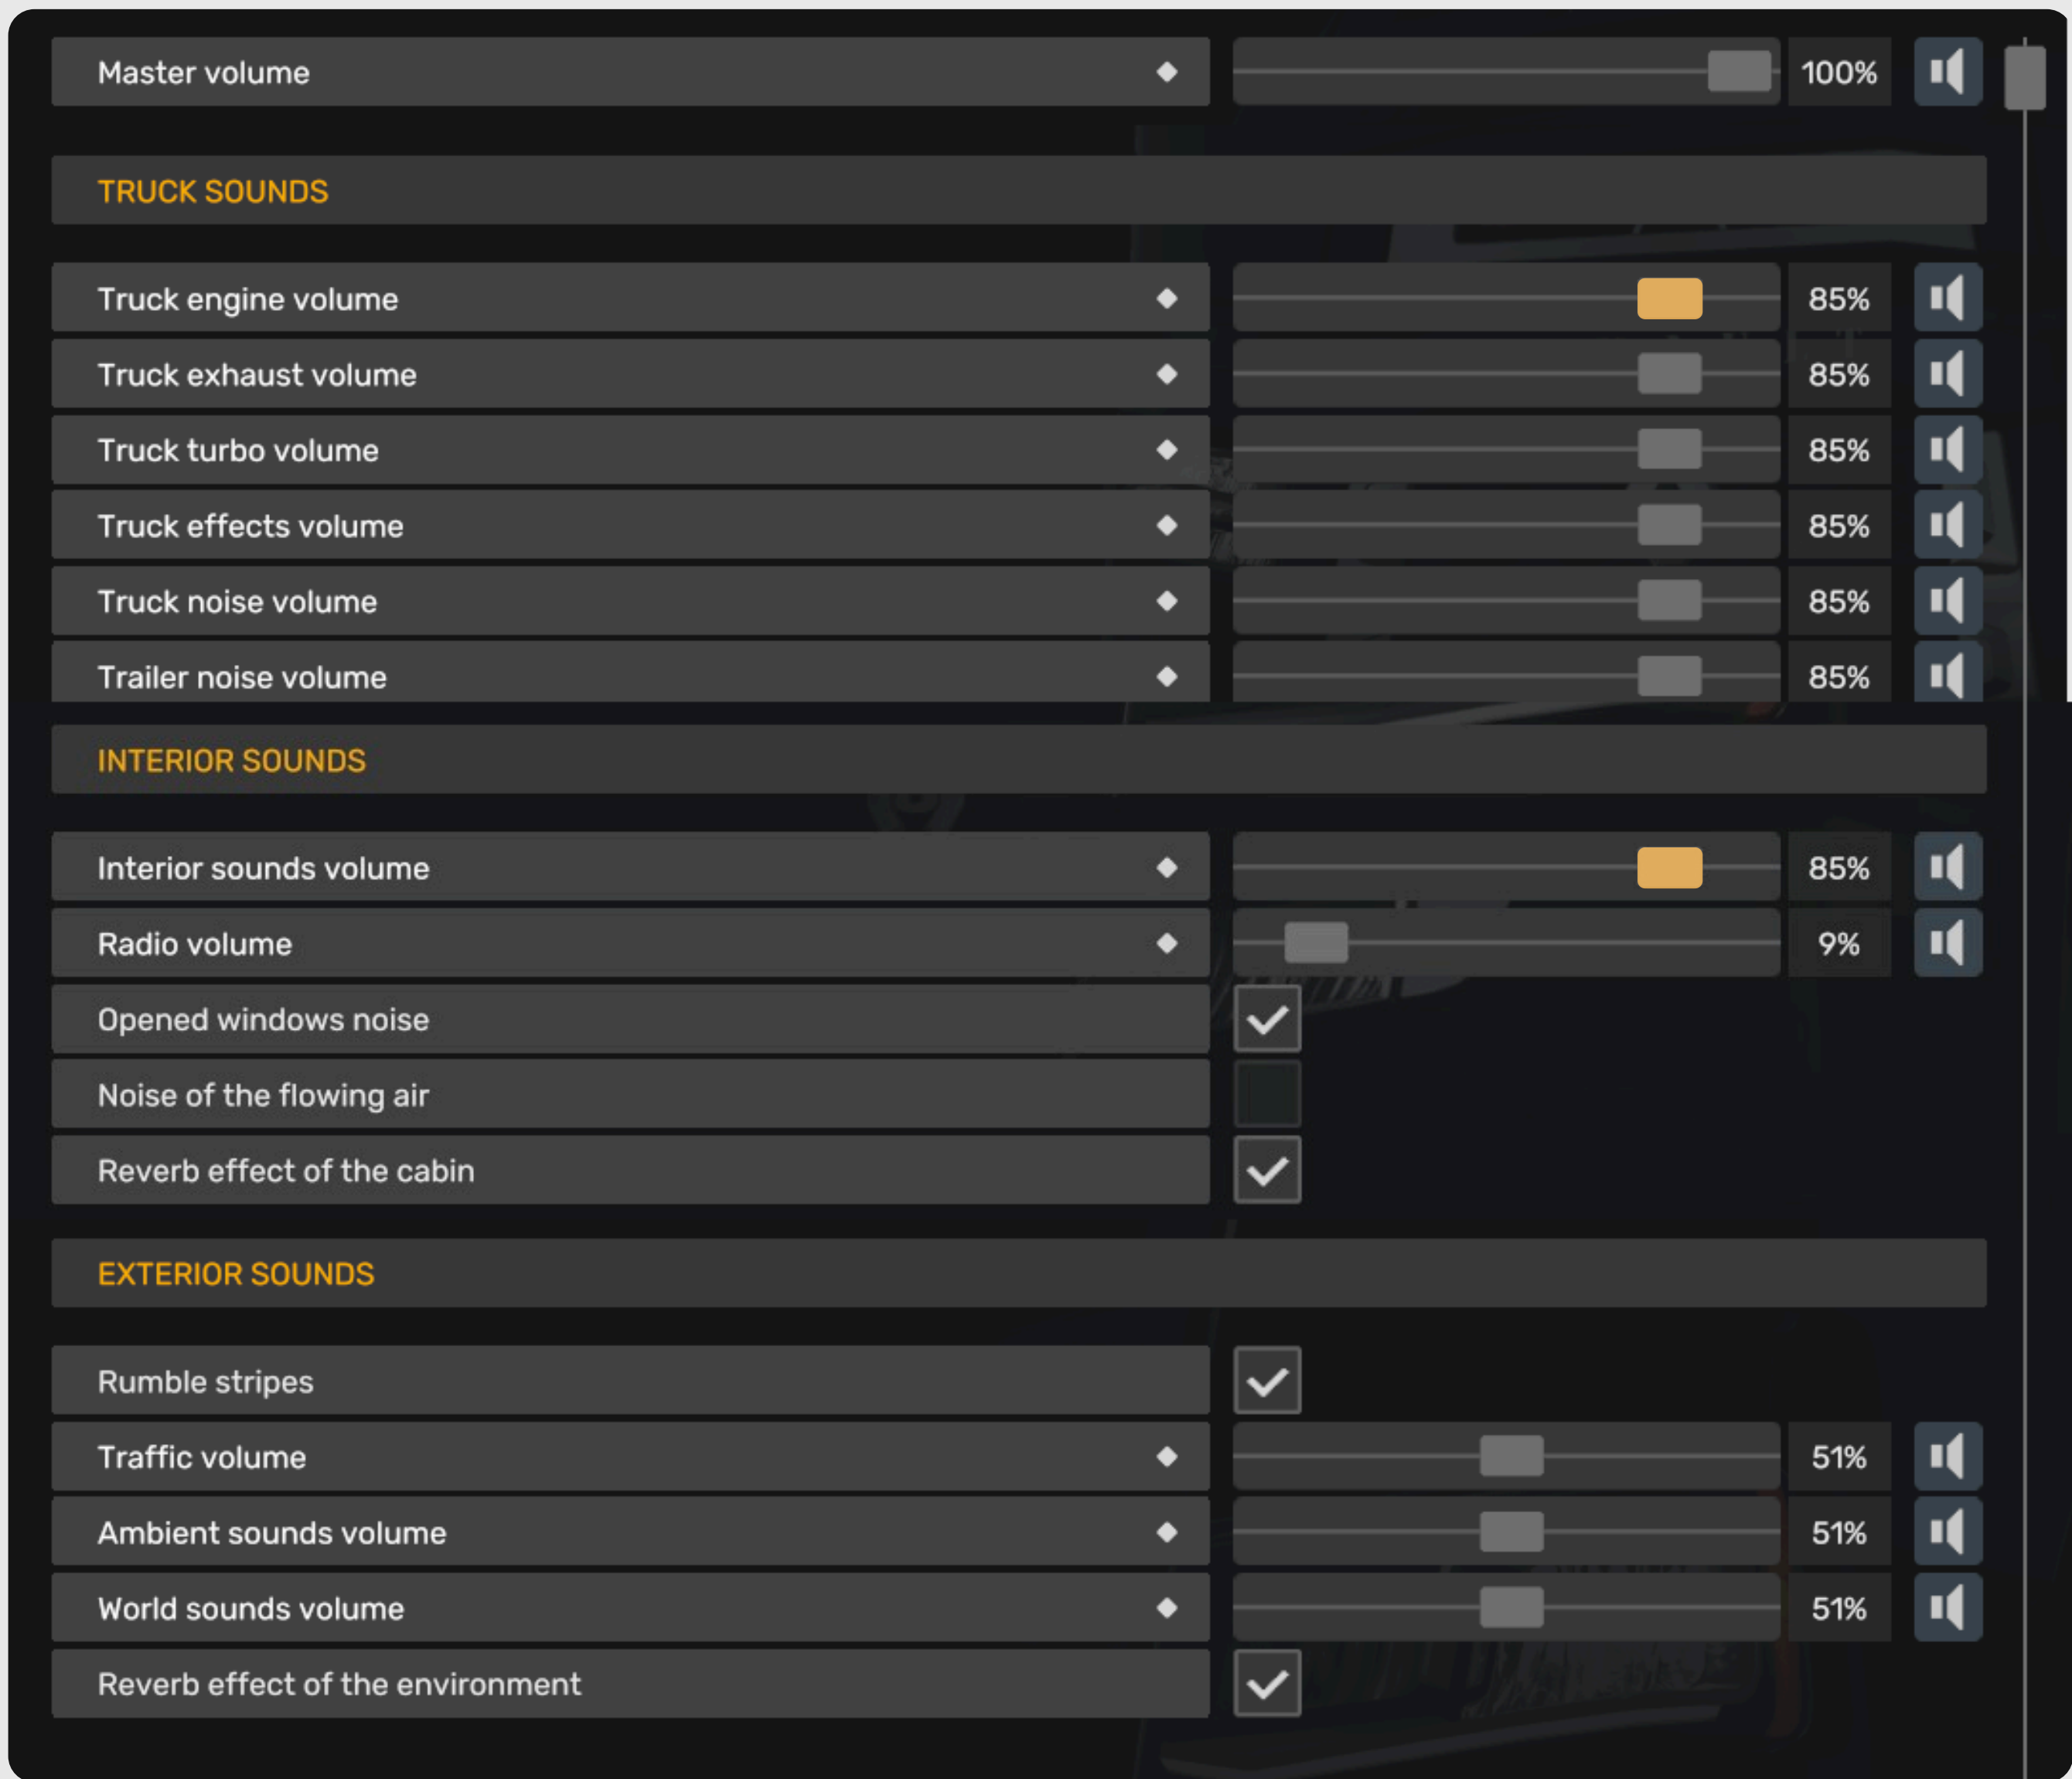 Master volume 100%
TRUCK SOUNDS
Truck engine volume 85%
Truck exhaust volume 85%
Truck turbo volume 85%
Truck effects volume 85%
Truck noise volume 85%
Trailer noise volume 85%
INTERIOR SOUNDS
Interior sounds volume 85%
Radio volume 9%
Opened windows noise
Noise of the flowing air
Reverb effect of the cabin
EXTERIOR SOUNDS
Rumble stripes
Traffic volume 51%
Ambient sounds volume 51%
World sounds volume 51%
Reverb effect of the environment